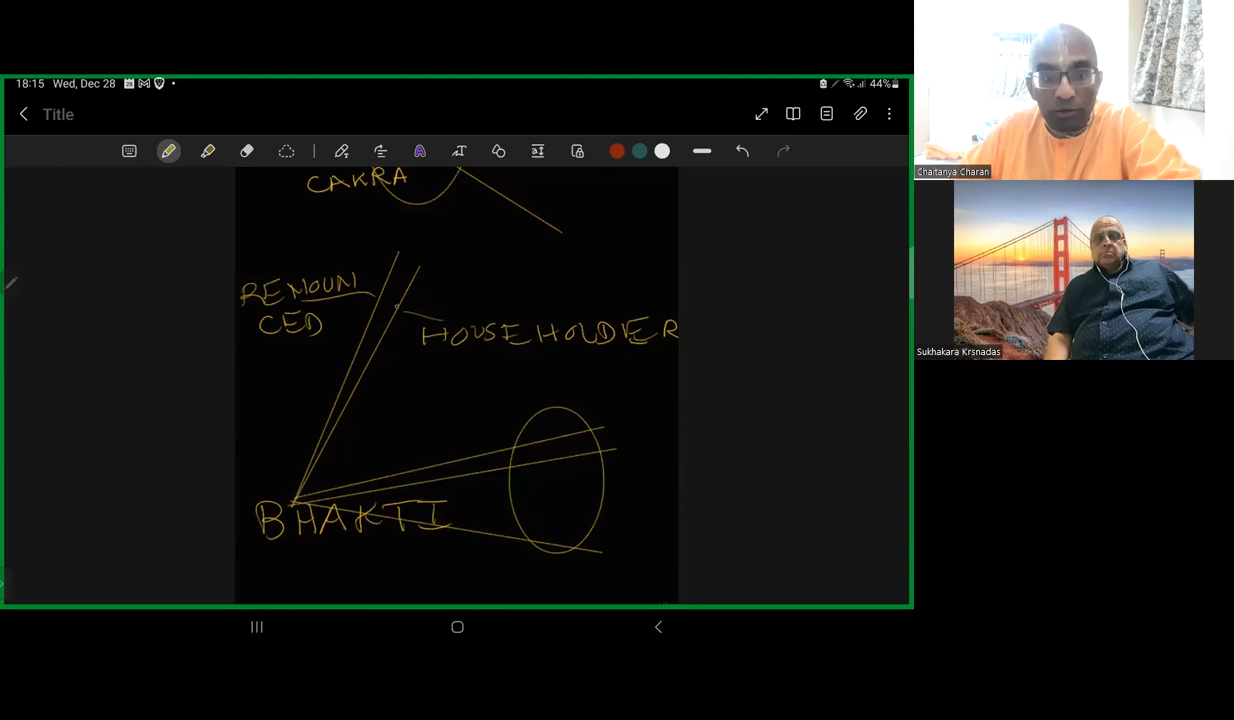 18:15 Wed, Dec 28
44%
Title
CAKRA
RENOUN
CED
HOUSEHOLDER
BHAKTI
Chaitanya Charan
Sukhakara Krsnadas